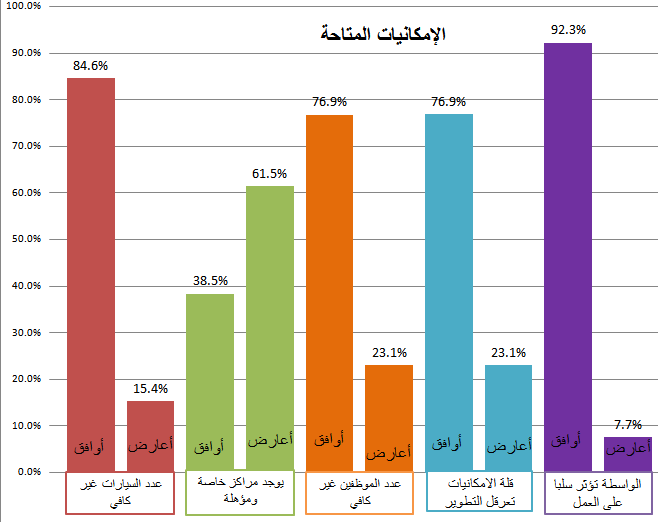 الإمكانيات المتاحة
100.0%
90.0%
80.0%
70.0%
60.0%
50.0%
40.0%
30.0%
20.0%
10.0%
0.0%
84.6%
15.4%
38.5%
61.5%
76.9%
23.1%
76.9%
23.1%
92.3%
7.7%
أوافق
أعارض
أوافق
أعارض
أوافق
أعارض
أوافق
أعارض
أوافق
أعارض
عدد السيارات غير
كافي
يوجد مراكز خاصة
ومؤهلة
عدد الموظفين غير
كافي
قلة الامكانيات
تعرقل التطوير
الواسطة تؤثر سلبا
على العمل